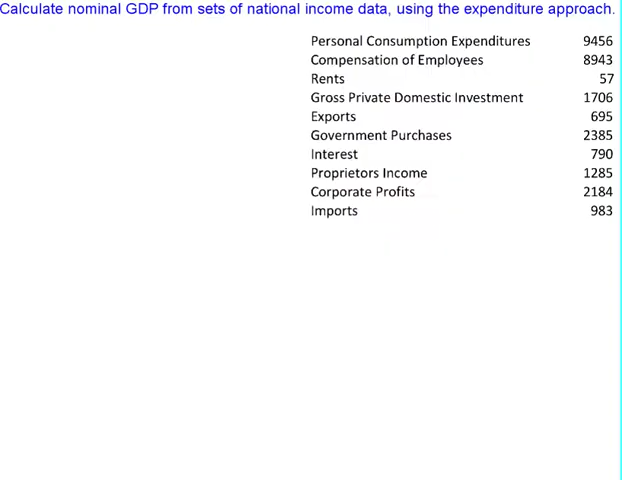 Calculate nominal GDP from sets of national income data, using the expenditure approach.
Personal Consumption Expenditures 9456
Compensation of Employees 8943
Rents 57
Gross Private Domestic Investment 1706
Exports 695
Government Purchases 2385
Interest 790
Proprietors Income 1285
Corporate Profits 2184
Imports 983